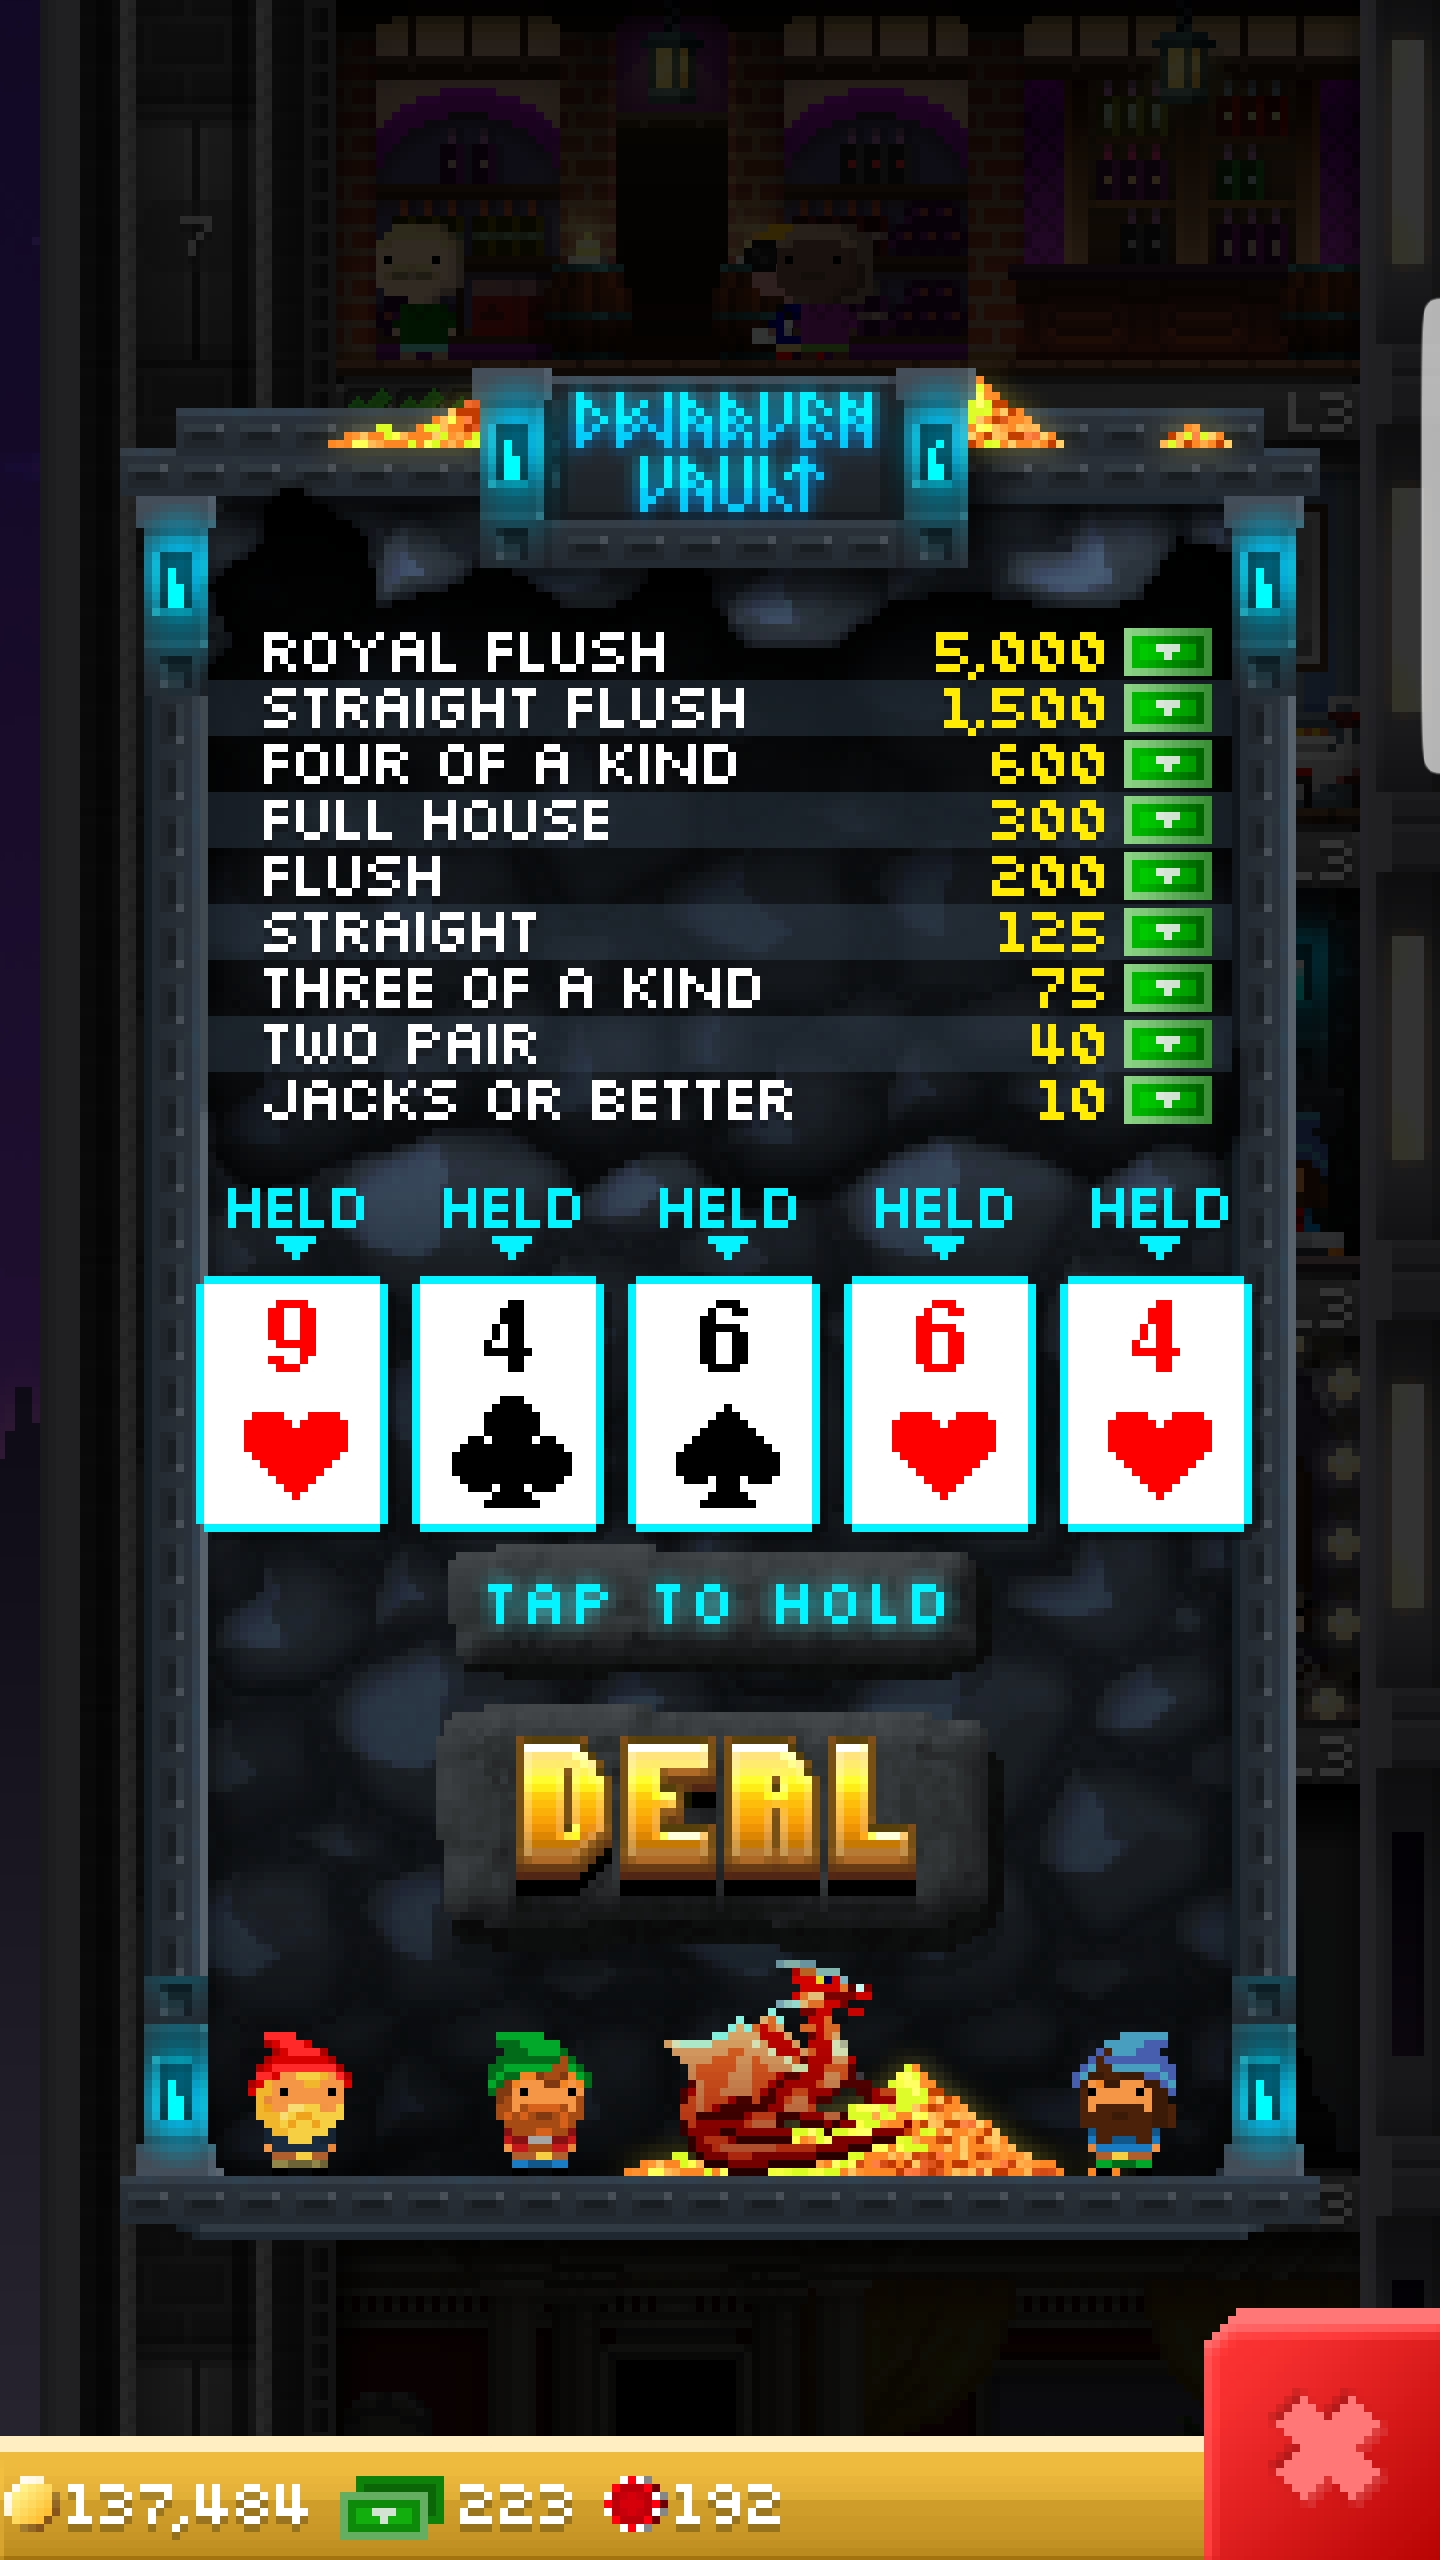 7
DWARVEN
VAULT
L3
ROYAL FLUSH 5,000
STRAIGHT FLUSH 1,500
FOUR OF A KIND 600
FULL HOUSE 300
FLUSH 200
STRAIGHT 125
THREE OF A KIND 75
TWO PAIR 40
JACKS OR BETTER 10
HELD HELD HELD HELD HELD
9 4 6 6 4
TAP TO HOLD
DEAL
137,484 223 192